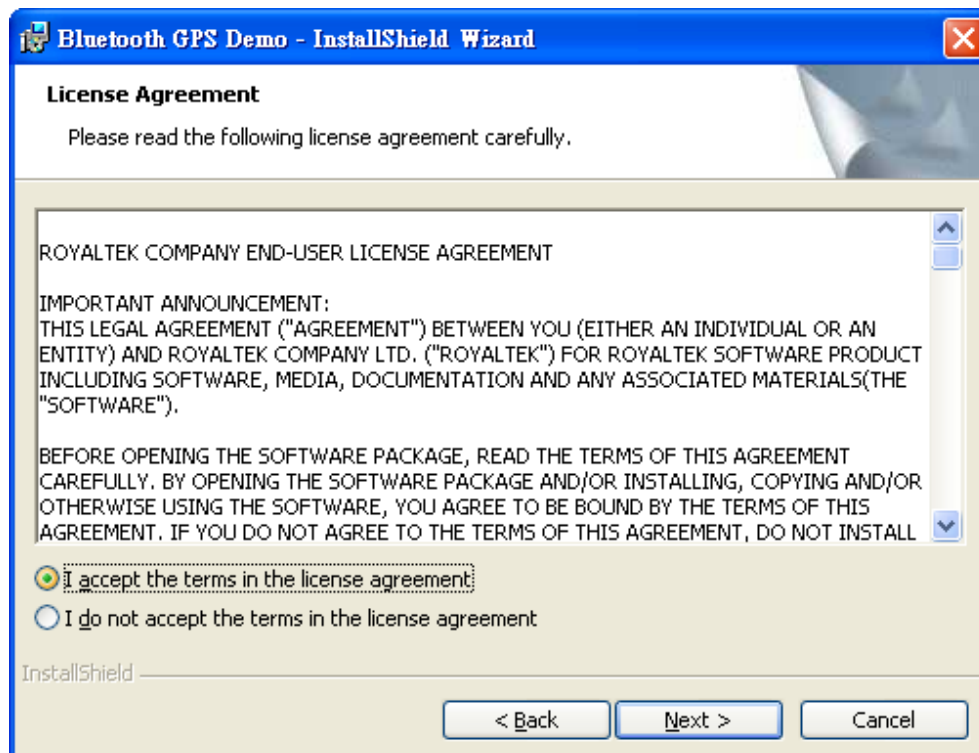 Bluetooth GPS Demo - InstallShield Wizard
License Agreement
Please read the following license agreement carefully.
ROYALTEK COMPANY END-USER LICENSE AGREEMENT
IMPORTANT ANNOUNCEMENT:
THIS LEGAL AGREEMENT ("AGREEMENT") BETWEEN YOU (EITHER AN INDIVIDUAL OR AN
ENTITY) AND ROYALTEK COMPANY LTD. ("ROYALTEK") FOR ROYALTEK SOFTWARE PRODUCT
INCLUDING SOFTWARE, MEDIA, DOCUMENTATION AND ANY ASSOCIATED MATERIALS(THE
"SOFTWARE").
BEFORE OPENING THE SOFTWARE PACKAGE, READ THE TERMS OF THIS AGREEMENT
CAREFULLY. BY OPENING THE SOFTWARE PACKAGE AND/OR INSTALLING, COPYING AND/OR
OTHERWISE USING THE SOFTWARE, YOU AGREE TO BE BOUND BY THE TERMS OF THIS
AGREEMENT. IF YOU DO NOT AGREE TO THE TERMS OF THIS AGREEMENT, DO NOT INSTALL
I accept the terms in the license agreement
I do not accept the terms in the license agreement
InstallShield
< Back Next > Cancel